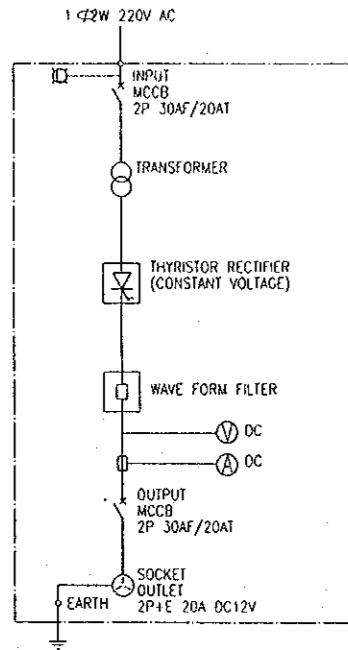 1 ⌀2W 220V AC
INPUT
MCCB
2P 30AF/20AT
TRANSFORMER
THYRISTOR RECTIFIER
(CONSTANT VOLTAGE)
WAVE FORM FILTER
V DC
A DC
OUTPUT
MCCB
2P 30AF/20AT
SOCKET
OUTLET
2P+E 20A DC12V
EARTH